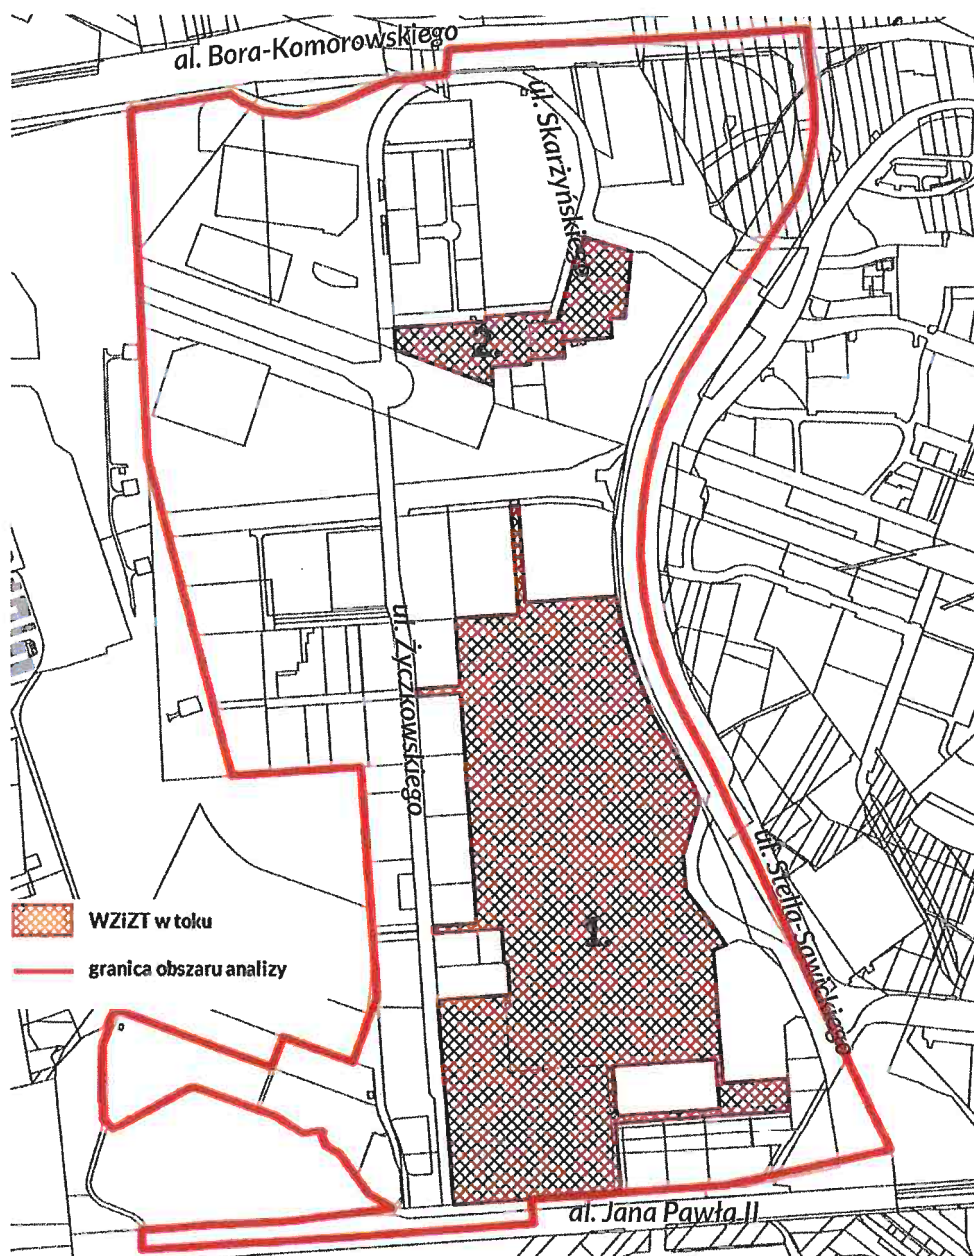 al. Bora-Komorowskiego
ul. Skarżyńskiego
2.
ul. Życzkowskiego
WZiZT w toku
granica obszaru analizy
1.
ul. Stella-Sawickiego
al. Jana Pawła II